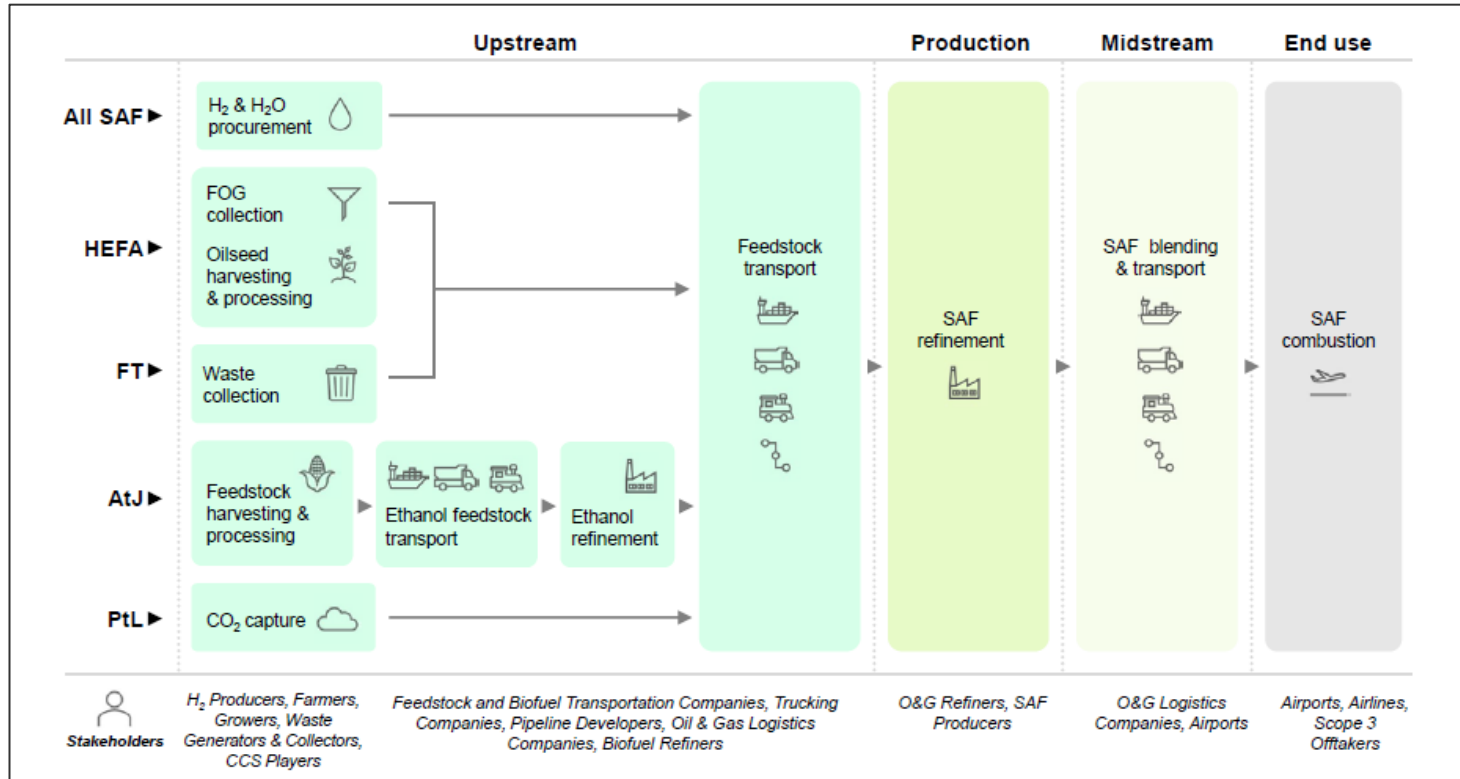 Upstream
Production
Midstream
End use
All SAF ►
H₂ & H₂O
procurement
HEFA ►
FOG
collection
Oilseed
harvesting
& processing
FT ►
Waste
collection
AtJ ►
Feedstock
harvesting &
processing
Ethanol feedstock
transport
Ethanol
refinement
PtL ►
CO₂ capture
Feedstock
transport
SAF
refinement
SAF blending
& transport
SAF
combustion
Stakeholders
H₂ Producers, Farmers,
Growers, Waste
Generators & Collectors,
CCS Players
Feedstock and Biofuel Transportation Companies, Trucking
Companies, Pipeline Developers, Oil & Gas Logistics
Companies, Biofuel Refiners
O&G Refiners, SAF
Producers
O&G Logistics
Companies, Airports
Airports, Airlines,
Scope 3
Offtakers